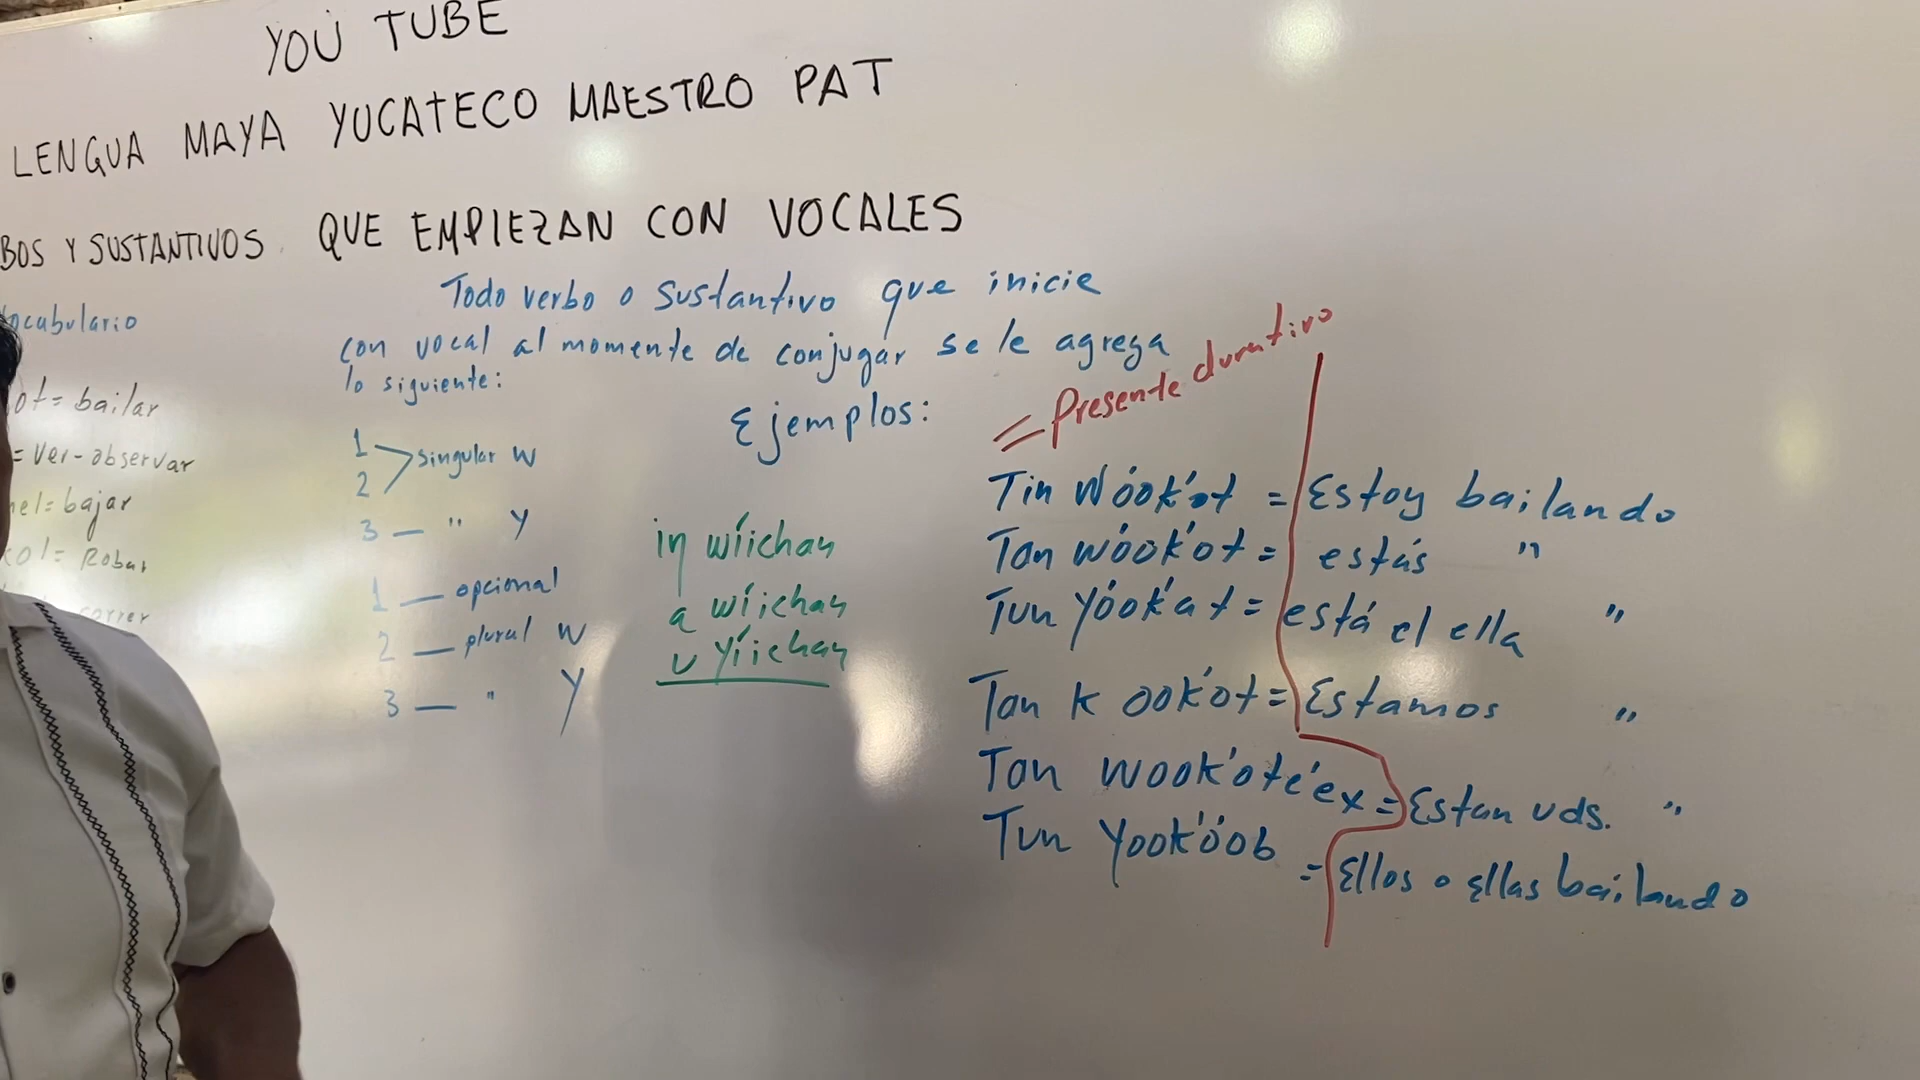 YOU TUBE
LENGUA MAYA YUCATECO MAESTRO PAT
BOS Y SUSTANTIVOS QUE EMPIEZAN CON VOCALES
Todo verbo o sustantivo que inicie
con vocal al momente de conjugar se le agrega
lo siguiente:
ocabulario
ot = bailar
= ver-observar
nel = bajar
ol = Robar
correr
1
2
singular W
3 — " Y
1 — opcional
2 — plural W
3 — " Y
Ejemplos:
in wíichan
a wíichan
u yíichan
= Presente durativo
Tin wóok'ot = Estoy bailando
Tan wóok'ot = estás "
Tun yóok'at = está el ella "
Tan k ook'ot = Estamos "
Tan wook'oté'ex = Estan uds. "
Tun yook'óob = Ellos o ellas bailando